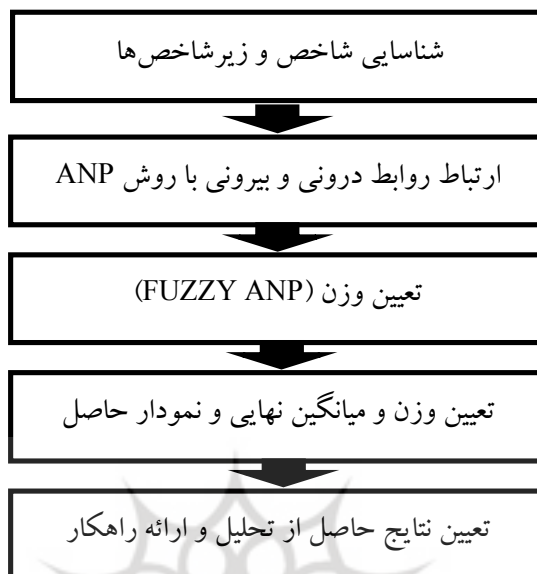 شناسایی شاخص و زیرشاخص‌ها
ارتباط روابط درونی و بیرونی با روش ANP
تعیین وزن (FUZZY ANP)
تعیین وزن و میانگین نهایی و نمودار حاصل
تعیین نتایج حاصل از تحلیل و ارائه راهکار